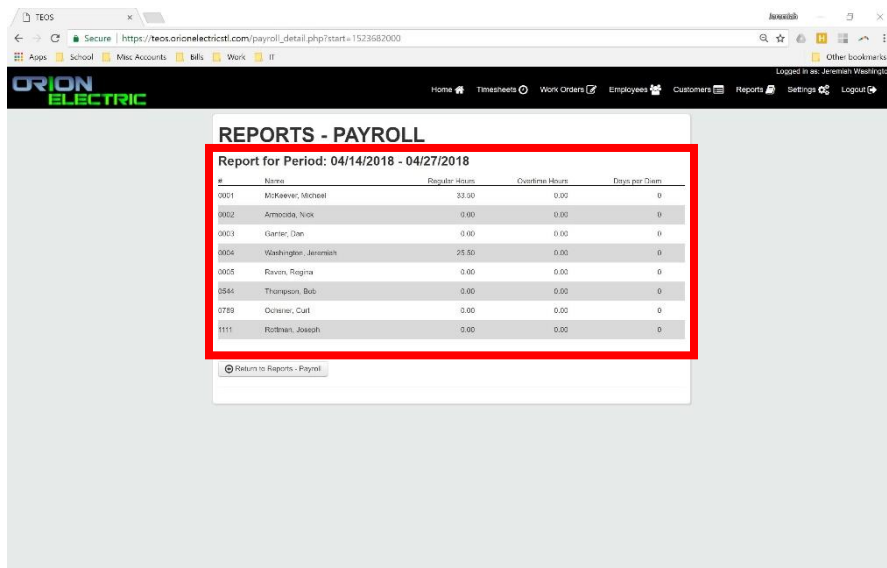 TEOS
Jeremiah
Secure | https://teos.orionelectricstl.com/payroll_detail.php?start=1523682000
Apps School Misc Accounts Bills Work IT Other bookmarks
Logged in as: Jeremiah Washingto
ORION ELECTRIC
Home Timesheets Work Orders Employees Customers Reports Settings Logout
REPORTS - PAYROLL
Report for Period: 04/14/2018 - 04/27/2018
# Name Regular Hours Overtime Hours Days per Diem
0001 McKeever, Michael 33.50 0.00 0
0002 Armocida, Nick 0.00 0.00 0
0003 Ganter, Dan 0.00 0.00 0
0004 Washington, Jeremiah 25.50 0.00 0
0005 Raven, Regina 0.00 0.00 0
0544 Thompson, Bob 0.00 0.00 0
0789 Ochsner, Curt 0.00 0.00 0
1111 Rottman, Joseph 0.00 0.00 0
Return to Reports - Payroll